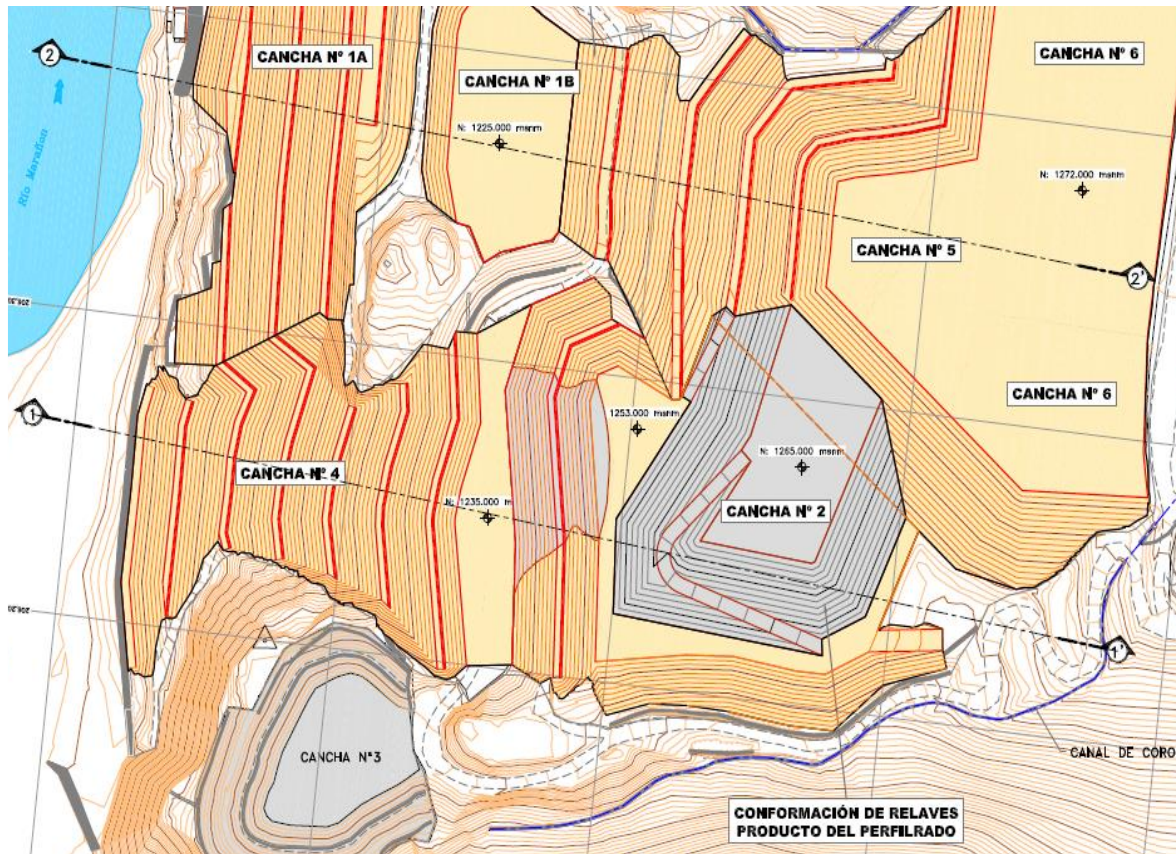 2
CANCHA Nº 1A
CANCHA Nº 1B
CANCHA Nº 6
N: 1225.000 msnm
Río Marañon
N: 1272.000 msnm
CANCHA Nº 5
2'
CANCHA Nº 6
1
1253.000 msnm
CANCHA Nº 4
N: 1265.000 msnm
N: 1235.000 m
CANCHA Nº 2
1'
CANCHA Nº3
CANAL DE CORO
CONFORMACIÓN DE RELAVES
PRODUCTO DEL PERFILRADO